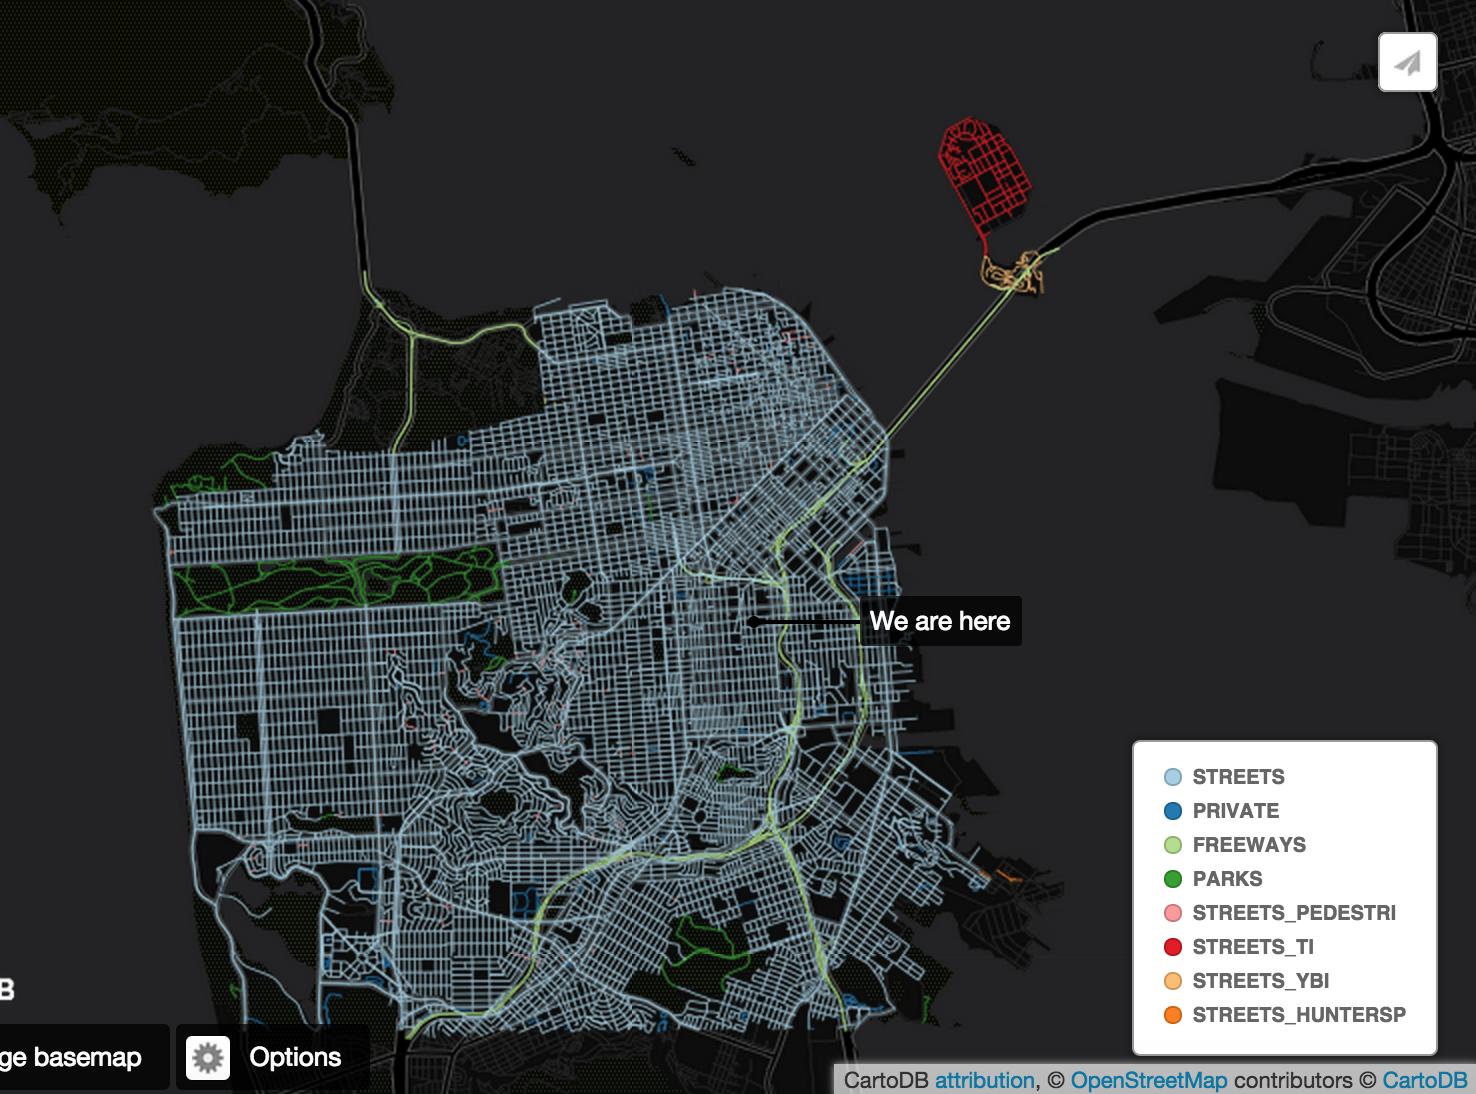 We are here
STREETS
PRIVATE
FREEWAYS
PARKS
STREETS_PEDESTRI
STREETS_TI
STREETS_YBI
STREETS_HUNTERSP
B
ge basemap
Options
CartoDB attribution, © OpenStreetMap contributors © CartoDB